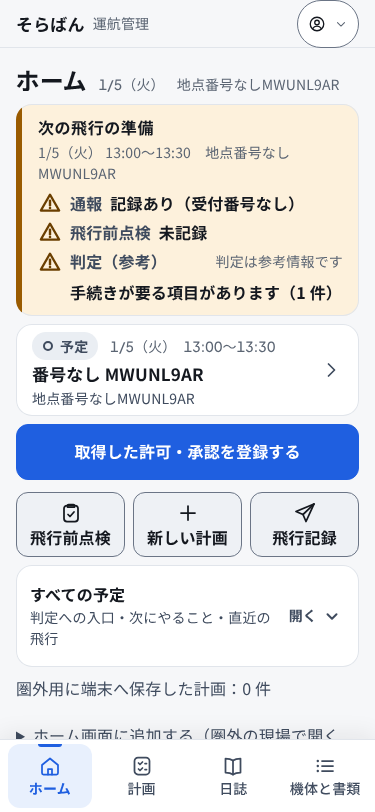 そらばん 運航管理
ホーム 1/5（火） 地点番号なしMWUNL9AR
次の飛行の準備
1/5（火） 13:00〜13:30 地点番号なし
MWUNL9AR
通報 記録あり（受付番号なし）
飛行前点検 未記録
判定（参考） 判定は参考情報です
手続きが要る項目があります（1 件）
予定 1/5（火） 13:00〜13:30
番号なし MWUNL9AR
地点番号なしMWUNL9AR
取得した許可・承認を登録する
飛行前点検 新しい計画 飛行記録
すべての予定
判定への入口・次にやること・直近の
飛行
開く
圏外用に端末へ保存した計画：0 件
▶ ホーム画面に追加する（圏外の現場で開く
ホーム 計画 日誌 機体と書類